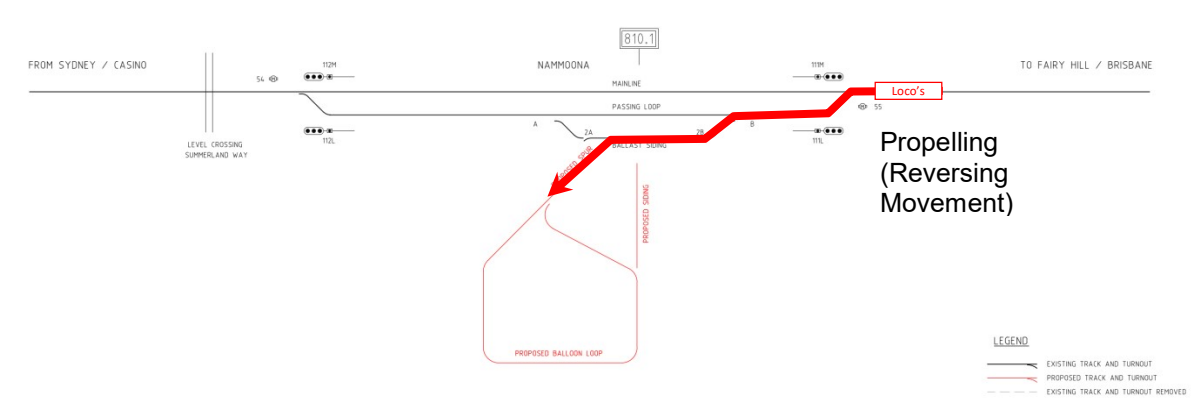 810.1
FROM SYDNEY / CASINO
54
112M
NAMMOONA
111M
TO FAIRY HILL / BRISBANE
MAINLINE
Loco's
PASSING LOOP
55
A
2A
2B
B
LEVEL CROSSING
SUMMERLAND WAY
112L
BALLAST SIDING
111L
Propelling
(Reversing
Movement)
PROPOSED SPUR
PROPOSED SIDING
PROPOSED BALLOON LOOP
LEGEND
EXISTING TRACK AND TURNOUT
PROPOSED TRACK AND TURNOUT
EXISTING TRACK AND TURNOUT REMOVED